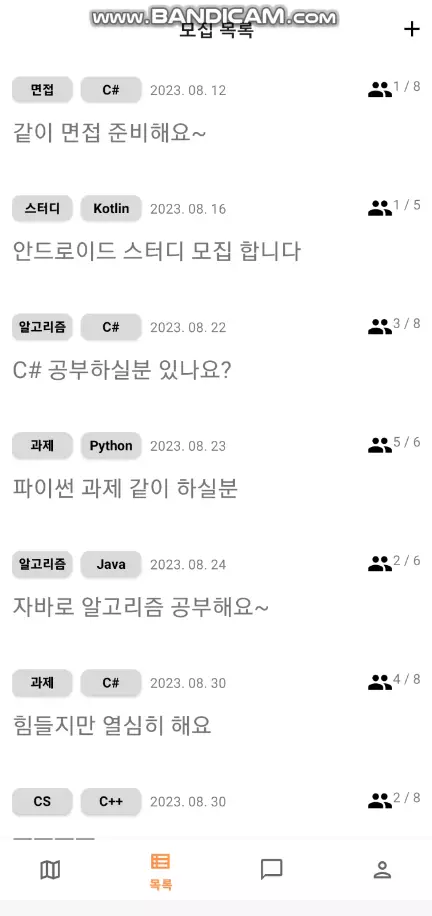 www.BANDICAM.com
모집 목록
면접 C# 2023. 08. 12 1 / 8
같이 면접 준비해요~
스터디 Kotlin 2023. 08. 16 1 / 5
안드로이드 스터디 모집 합니다
알고리즘 C# 2023. 08. 22 3 / 8
C# 공부하실분 있나요?
과제 Python 2023. 08. 23 5 / 6
파이썬 과제 같이 하실분
알고리즘 Java 2023. 08. 24 2 / 6
자바로 알고리즘 공부해요~
과제 C# 2023. 08. 30 4 / 8
힘들지만 열심히 해요
CS C++ 2023. 08. 30 2 / 8
목록